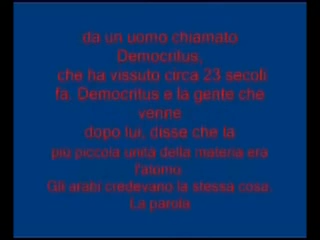 da un uomo chiamato
Democritus,
che ha vissuto circa 23 secoli
fa. Democritus e la gente che
venne
dopo lui, disse che la
più piccola unità della materia era
l'atomo.
Gli arabi credevano la stessa cosa.
La parola